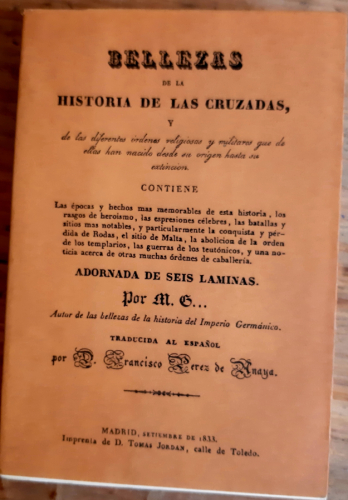 BELLEZAS
DE LA
HISTORIA DE LAS CRUZADAS,
Y
de las diferentes órdenes religiosas y militares que de
ellas han nacido desde su origen hasta su
estincion.
CONTIENE
Las épocas y hechos mas memorables de esta historia, los
rasgos de heroismo, las espresiones célebres, las batallas y
sitios mas notables, y particularmente la conquista y pér-
dida de Rodas, el sitio de Malta, la abolicion de la orden
de los templarios, las guerras de los teutónicos, y una no-
ticia acerca de otras muchas órdenes de caballería.
ADORNADA DE SEIS LAMINAS.
Por M. G...
Autor de las bellezas de la historia del Imperio Germánico.
TRADUCIDA AL ESPAÑOL
por D. Francisco Perez de Anaya.
MADRID, SETIEMBRE DE 1833.
Imprenta de D. TOMAS JORDAN, calle de Toledo.